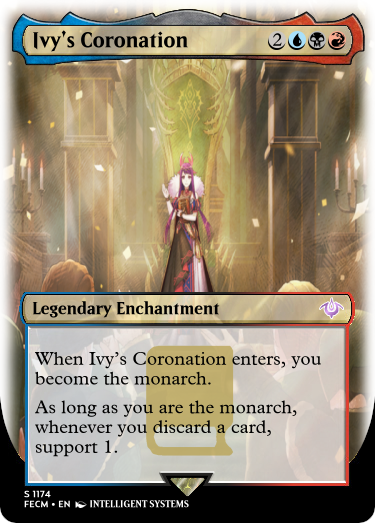 Ivy's Coronation 2
Legendary Enchantment
When Ivy's Coronation enters, you
become the monarch.
As long as you are the monarch,
whenever you discard a card,
support 1.
S 1174
FECM • EN INTELLIGENT SYSTEMS